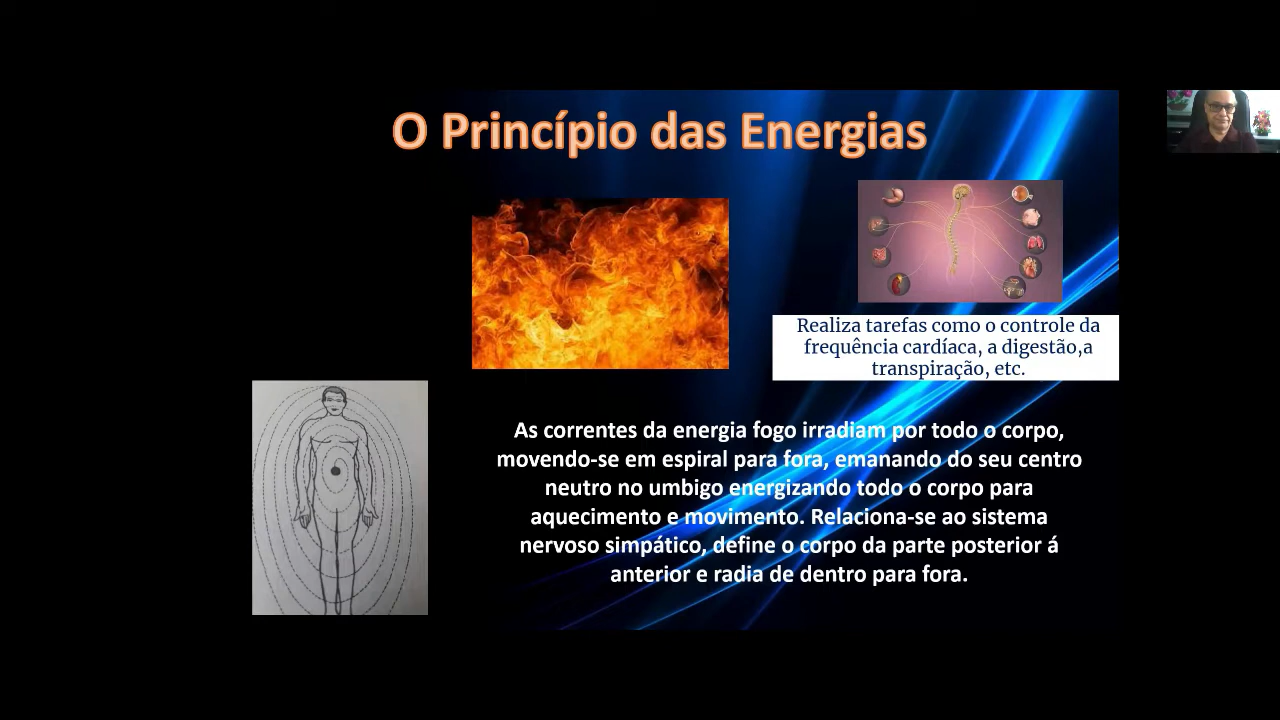 O Princípio das Energias
Realiza tarefas como o controle da
frequência cardíaca, a digestão,a
transpiração, etc.
As correntes da energia fogo irradiam por todo o corpo,
movendo-se em espiral para fora, emanando do seu centro
neutro no umbigo energizando todo o corpo para
aquecimento e movimento. Relaciona-se ao sistema
nervoso simpático, define o corpo da parte posterior á
anterior e radia de dentro para fora.